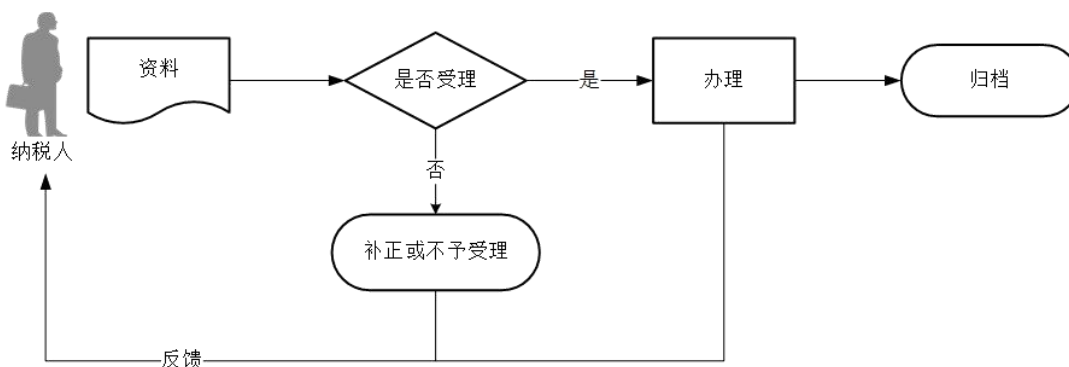 资料
是否受理
是
办理
归档
纳税人
否
补正或不予受理
反馈